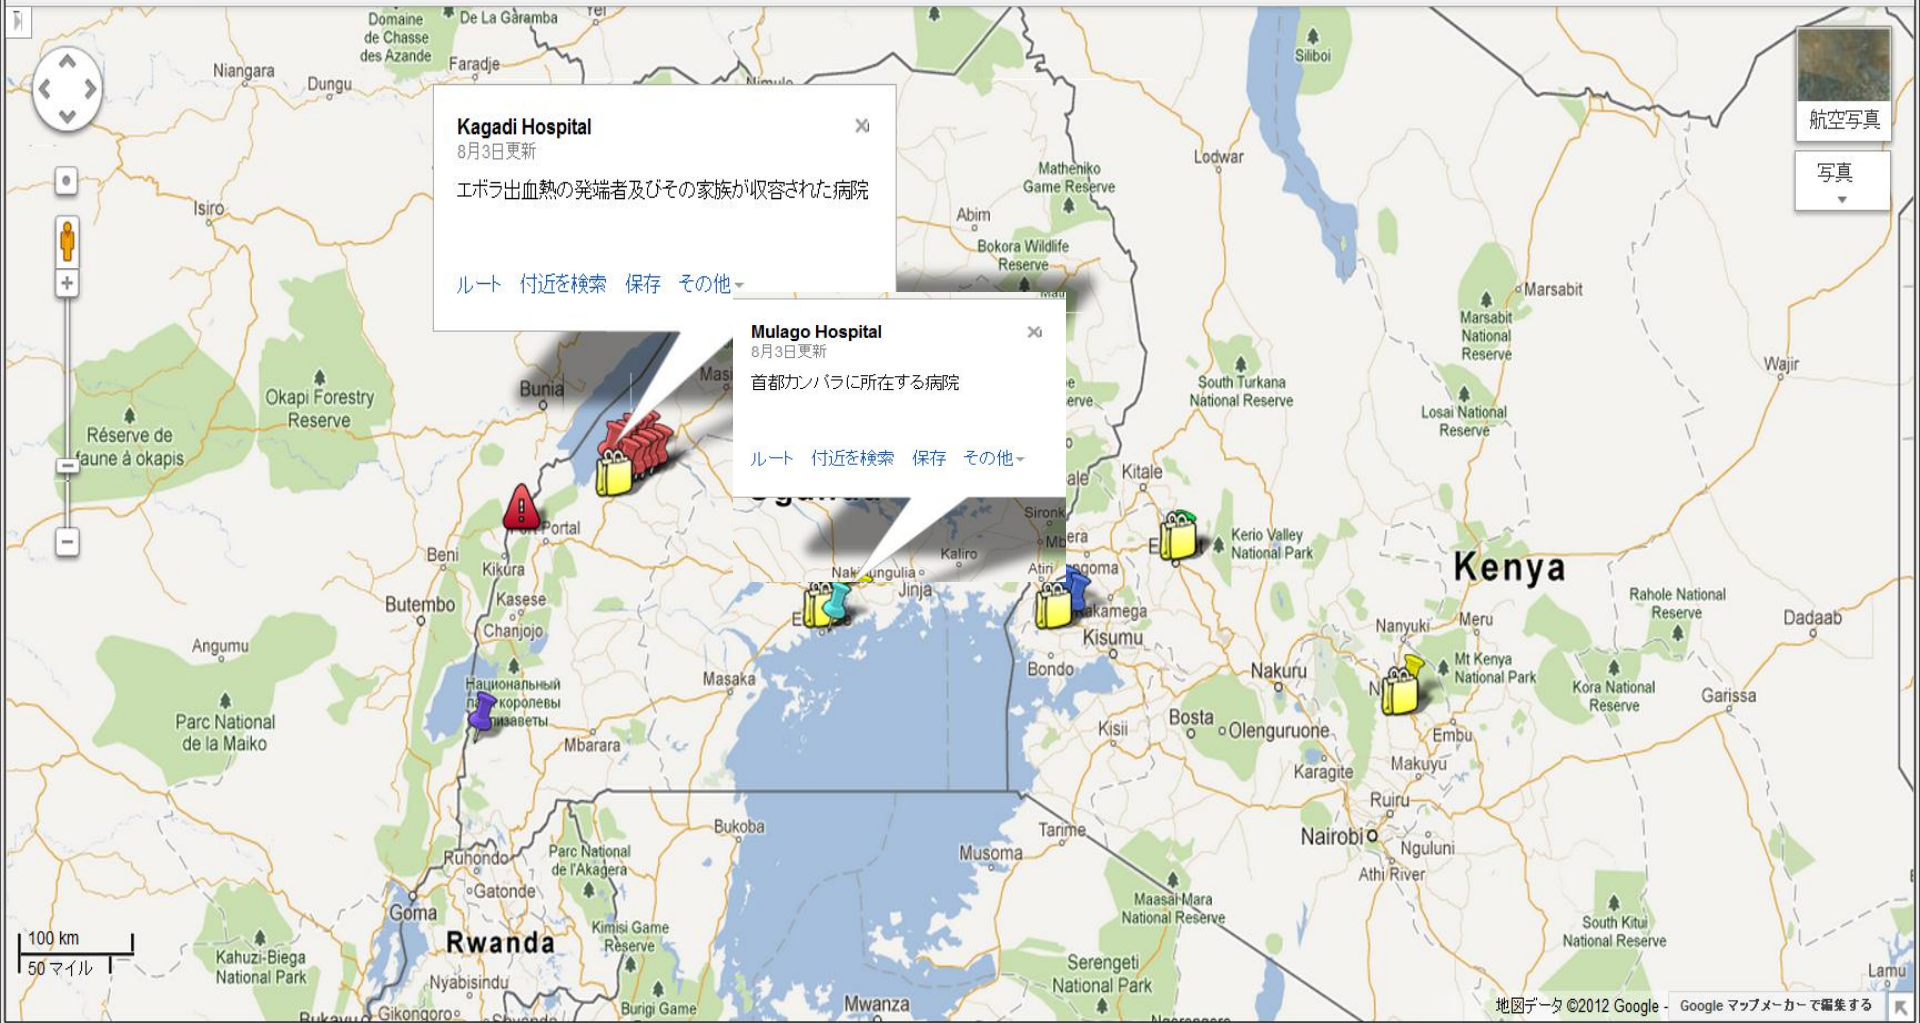 Domaine
de Chasse
des Azande
De La Garamba
Yei
Niangara
Dungu
Faradje
Nimule
Siliboi
航空写真
写真
Kagadi Hospital
8月3日更新
エボラ出血熱の発端者及びその家族が収容された病院
ルート 付近を検索 保存 その他
Matheniko
Game Reserve
Lodwar
Isiro
Abim
Bokora Wildlife
Reserve
Marsabit
Marsabit
National
Reserve
Mulago Hospital
8月3日更新
首都カンパラに所在する病院
ルート 付近を検索 保存 その他
Masi
Bunia
Okapi Forestry
Reserve
Réserve de
faune à okapis
South Turkana
National Reserve
Wajir
Losai National
Reserve
Kitale
Portal
Beni
Kikura
Kaliro
Jinja
Kerio Valley
National Park
Kenya
Butembo
Kasese
Chanjojo
Kakamega
Kisumu
Rahole National
Reserve
Dadaab
Nanyuki
Meru
Angumu
Национальный
королевы
Masaka
Bondo
Nakuru
Mt Kenya
National Park
Kora National
Reserve
Garissa
Parc National
de la Maiko
Mbarara
Kisii
Bosta
Olenguruone
Embu
Karagite
Makuyu
Ruiru
Bukoba
Tarime
Nairobi
Nguluni
Ruhondo
Parc National
de l'Akagera
Musoma
Athi River
Gatonde
Goma
Maasai Mara
National Reserve
100 km
50 マイル
Rwanda
Kimisi Game
Reserve
South Kitui
National Reserve
Kahuzi-Biega
National Park
Nyabisindu
Serengeti
National Park
Lamu
Gikongoro
Burigi Game
Mwanza
地図データ ©2012 Google - Google マップメーカーで編集する